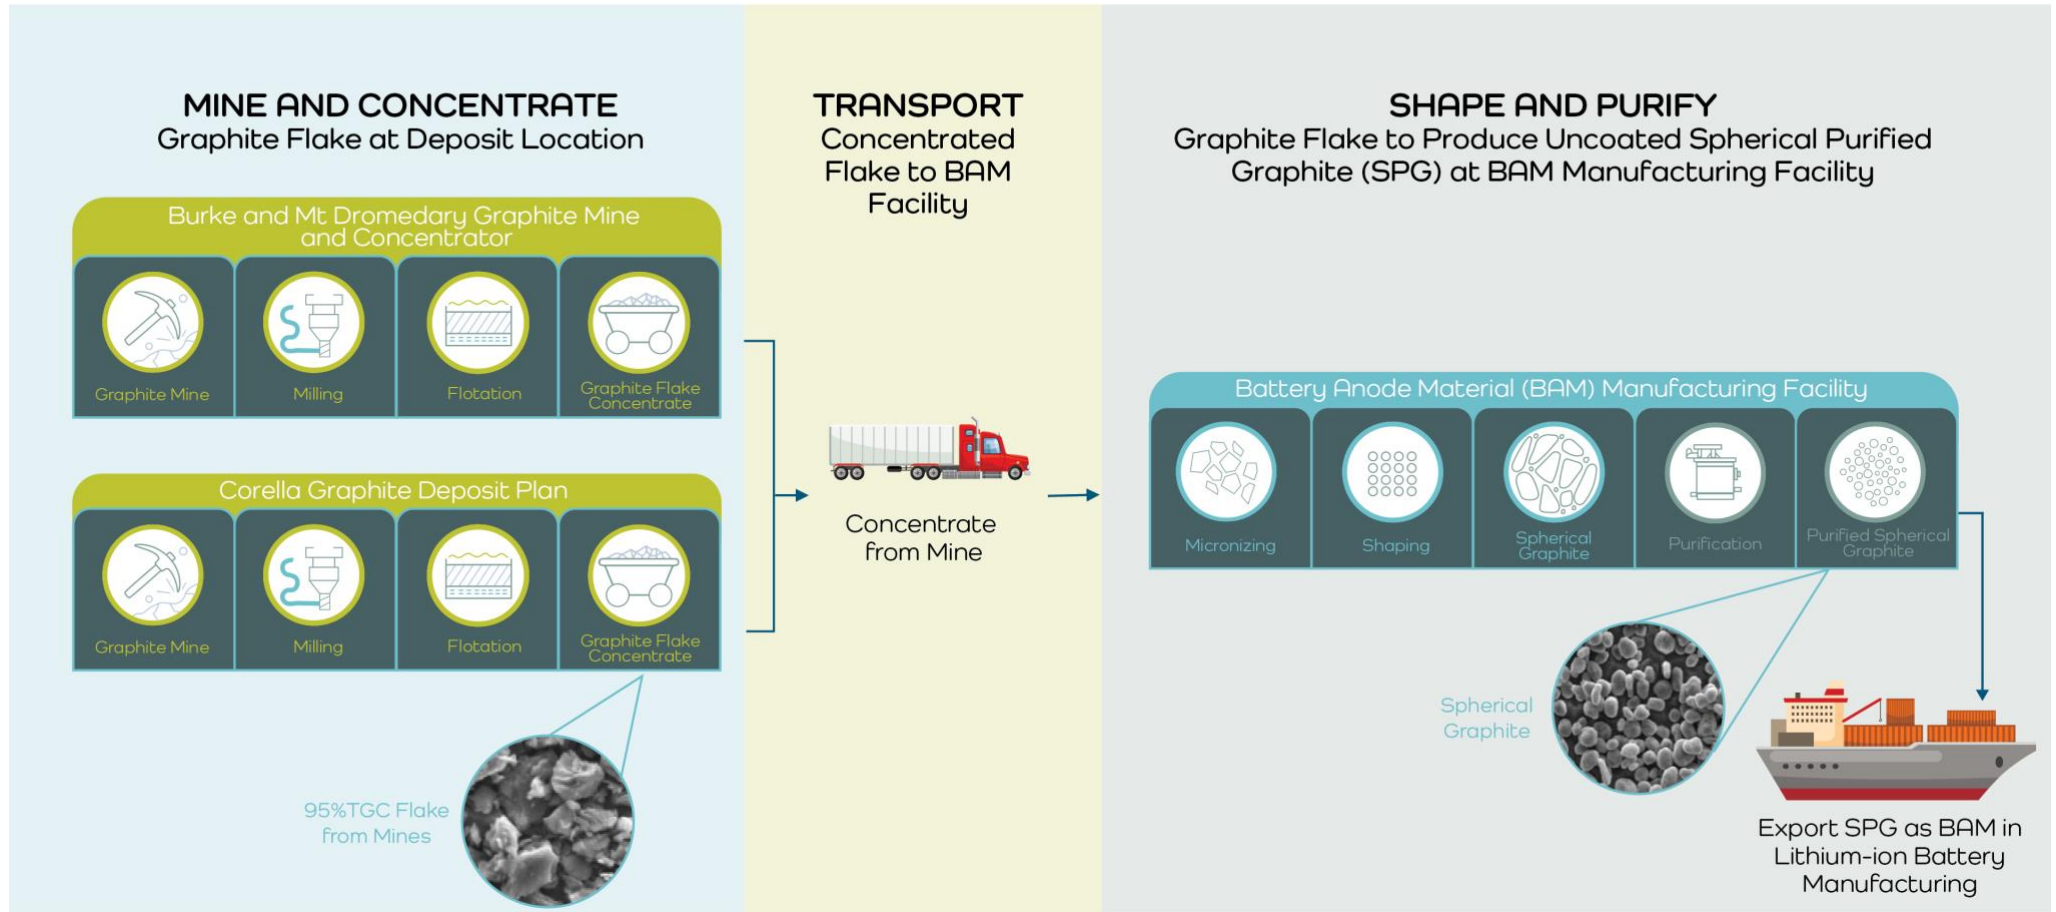 MINE AND CONCENTRATE
Graphite Flake at Deposit Location
Burke and Mt Dromedary Graphite Mine
and Concentrator
Graphite Mine
Milling
Flotation
Graphite Flake
Concentrate
Corella Graphite Deposit Plan
Graphite Mine
Milling
Flotation
Graphite Flake
Concentrate
95%TGC Flake
from Mines
TRANSPORT
Concentrated
Flake to BAM
Facility
Concentrate
from Mine
SHAPE AND PURIFY
Graphite Flake to Produce Uncoated Spherical Purified
Graphite (SPG) at BAM Manufacturing Facility
Battery Anode Material (BAM) Manufacturing Facility
Micronizing
Shaping
Spherical
Graphite
Purification
Purified Spherical
Graphite
Spherical
Graphite
Export SPG as BAM in
Lithium-ion Battery
Manufacturing